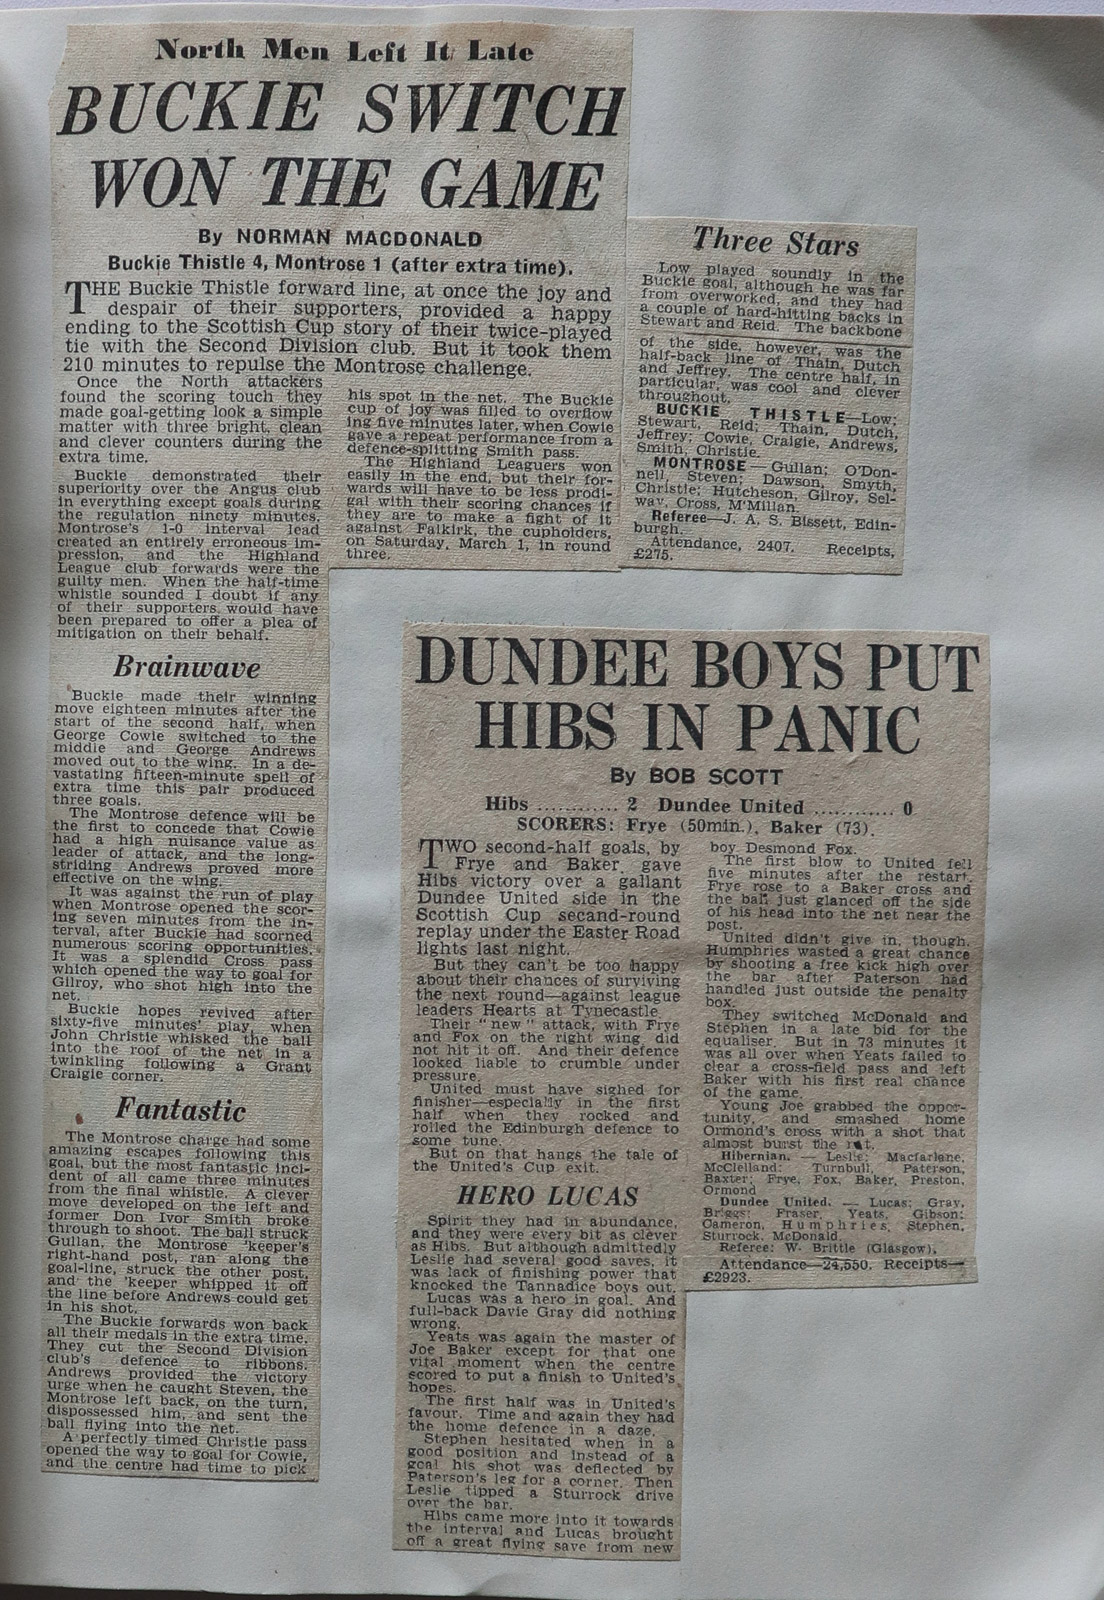 North Men Left It Late
BUCKIE SWITCH
WON THE GAME
By NORMAN MACDONALD
Buckie Thistle 4, Montrose 1 (after extra time).
THE Buckie Thistle forward line, at once the joy and
despair of their supporters, provided a happy
ending to the Scottish Cup story of their twice-played
tie with the Second Division club. But it took them
210 minutes to repulse the Montrose challenge.
Once the North attackers
found the scoring touch they
made goal-getting look a simple
matter with three bright, clean
and clever counters during the
extra time.
Buckie demonstrated their
superiority over the Angus club
in everything except goals during
the regulation ninety minutes.
Montrose's 1-0 interval lead
created an entirely erroneous im-
pression, and the Highland
League club forwards were the
guilty men. When the half-time
whistle sounded I doubt if any
of their supporters would have
been prepared to offer a plea of
mitigation on their behalf.
Brainwave
Buckie made their winning
move eighteen minutes after the
start of the second half, when
George Cowie switched to the
middle and George Andrews
moved out to the wing. In a de-
vastating fifteen-minute spell of
extra time this pair produced
three goals.
The Montrose defence will be
the first to concede that Cowie
had a high nuisance value as
leader of attack, and the long-
striding Andrews proved more
effective on the wing.
It was against the run of play
when Montrose opened the scor-
ing seven minutes from the in-
terval, after Buckie had scorned
numerous scoring opportunities.
It was a splendid Cross pass
which opened the way to goal for
Gilroy, who shot high into the
net.
Buckie hopes revived after
sixty-five minutes' play, when
John Christie whisked the ball
into the roof of the net in a
twinkling following a Grant
Craigie corner.
Fantastic
The Montrose charge had some
amazing escapes following this
goal, but the most fantastic inci-
dent of all came three minutes
from the final whistle. A clever
move developed on the left and
former Don Ivor Smith broke
through to shoot. The ball struck
Gullan, the Montrose 'keeper's
right-hand post, ran along the
goal-line, struck the other post,
and the 'keeper whipped it off
the line before Andrews could get
in his shot.
The Buckie forwards won back
all their medals in the extra time.
They cut the Second Division
club's defence to ribbons.
Andrews provided the victory
urge when he caught Steven, the
Montrose left back, on the turn,
dispossessed him, and sent the
ball flying into the net.
A perfectly timed Christie pass
opened the way to goal for Cowie,
and the centre had time to pick
his spot in the net. The Buckie
cup of joy was filled to overflow
ing five minutes later, when Cowie
gave a repeat performance from a
defence-splitting Smith pass.
The Highland Leaguers won
easily in the end, but their for-
wards will have to be less prodi-
gal with their scoring chances if
they are to make a fight of it
against Falkirk, the cupholders,
on Saturday, March 1, in round
three.
Three Stars
Low played soundly in the
Buckie goal, although he was far
from overworked, and they had
a couple of hard-hitting backs in
Stewart and Reid. The backbone
of the side, however, was the
half-back line of Thain, Dutch
and Jeffrey. The centre half, in
particular, was cool and clever
throughout.
BUCKIE THISTLE—Low;
Stewart, Reid; Thain, Dutch,
Jeffrey; Cowie, Craigie, Andrews,
Smith, Christie.
MONTROSE — Gullan; O'Don-
nell, Steven; Dawson, Smyth,
Christie; Hutcheson, Gilroy, Sel-
way, Cross, M'Millan.
Referee—J. A. S. Bissett, Edin-
burgh.
Attendance, 2407. Receipts,
£275.
DUNDEE BOYS PUT
HIBS IN PANIC
By BOB SCOTT
Hibs ............ 2 Dundee United ............ 0
SCORERS: Frye (50min.), Baker (73).
TWO second-half goals, by
Frye and Baker, gave
Hibs victory over a gallant
Dundee United side in the
Scottish Cup secand-round
replay under the Easter Road
lights last night.
But they can't be too happy
about their chances of surviving
the next round—against league
leaders Hearts at Tynecastle.
Their "new" attack, with Frye
and Fox on the right wing did
not hit it off. And their defence
looked liable to crumble under
pressure.
United must have sighed for
finisher—especially in the first
half when they rocked and
rolled the Edinburgh defence to
some tune.
But on that hangs the tale of
the United's Cup exit.
HERO LUCAS
Spirit they had in abundance,
and they were every bit as clever
as Hibs. But although admittedly
Leslie had several good saves, it
was lack of finishing power that
knocked the Tannadice boys out.
Lucas was a hero in goal. And
full-back Davie Gray did nothing
wrong.
Yeats was again the master of
Joe Baker except for that one
vital moment when the centre
scored to put a finish to United's
hopes.
The first half was in United's
favour. Time and again they had
the home defence in a daze.
Stephen hesitated when in a
good position and instead of a
goal his shot was deflected by
Paterson's leg for a corner. Then
Leslie tipped a Sturrock drive
over the bar.
Hibs came more into it towards
the interval and Lucas brought
off a great flying save from new
boy Desmond Fox.
The first blow to United fell
five minutes after the restart.
Frye rose to a Baker cross and
the ball just glanced off the side
of his head into the net near the
post.
United didn't give in, though.
Humphries wasted a great chance
by shooting a free kick high over
the bar after Paterson had
handled just outside the penalty
box.
They switched McDonald and
Stephen in a late bid for the
equaliser. But in 73 minutes it
was all over when Yeats failed to
clear a cross-field pass and left
Baker with his first real chance
of the game.
Young Joe grabbed the oppor-
tunity, and smashed home
Ormond's cross with a shot that
almost burst the net.
Hibernian. — Leslie; Macfarlane,
McClelland; Turnbull, Paterson,
Baxter; Frye, Fox, Baker, Preston,
Ormond
Dundee United. — Lucas; Gray,
Briggs; Fraser, Yeats, Gibson;
Cameron, Humphries, Stephen,
Sturrock, McDonald.
Referee: W. Brittle (Glasgow).
Attendance—24,550. Receipts—
£2923.